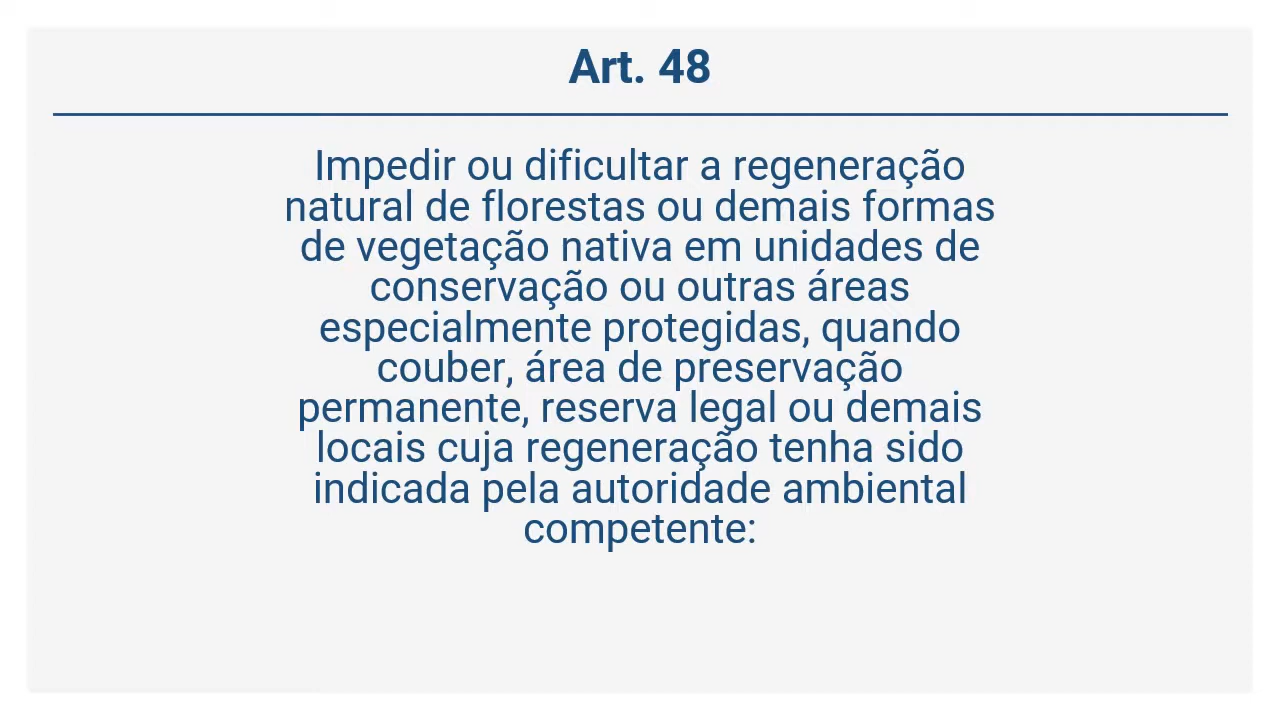 Art. 48
Impedir ou dificultar a regeneração
natural de florestas ou demais formas
de vegetação nativa em unidades de
conservação ou outras áreas
especialmente protegidas, quando
couber, área de preservação
permanente, reserva legal ou demais
locais cuja regeneração tenha sido
indicada pela autoridade ambiental
competente: